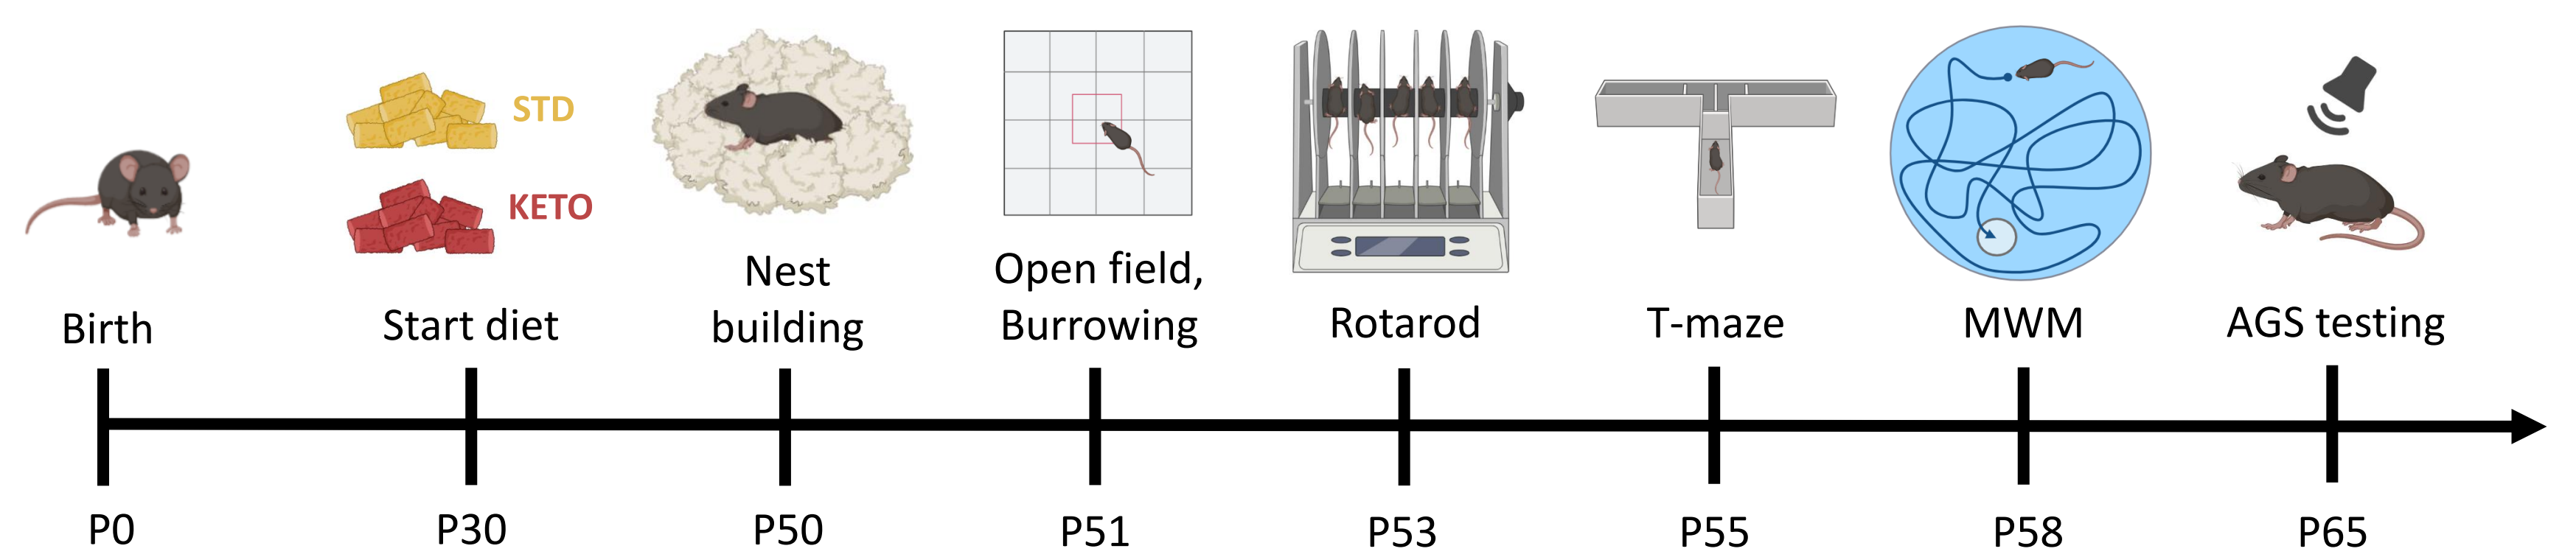 STD
KETO
Birth
Start diet
Nest
building
Open field,
Burrowing
Rotarod
T-maze
MWM
AGS testing
P0
P30
P50
P51
P53
P55
P58
P65